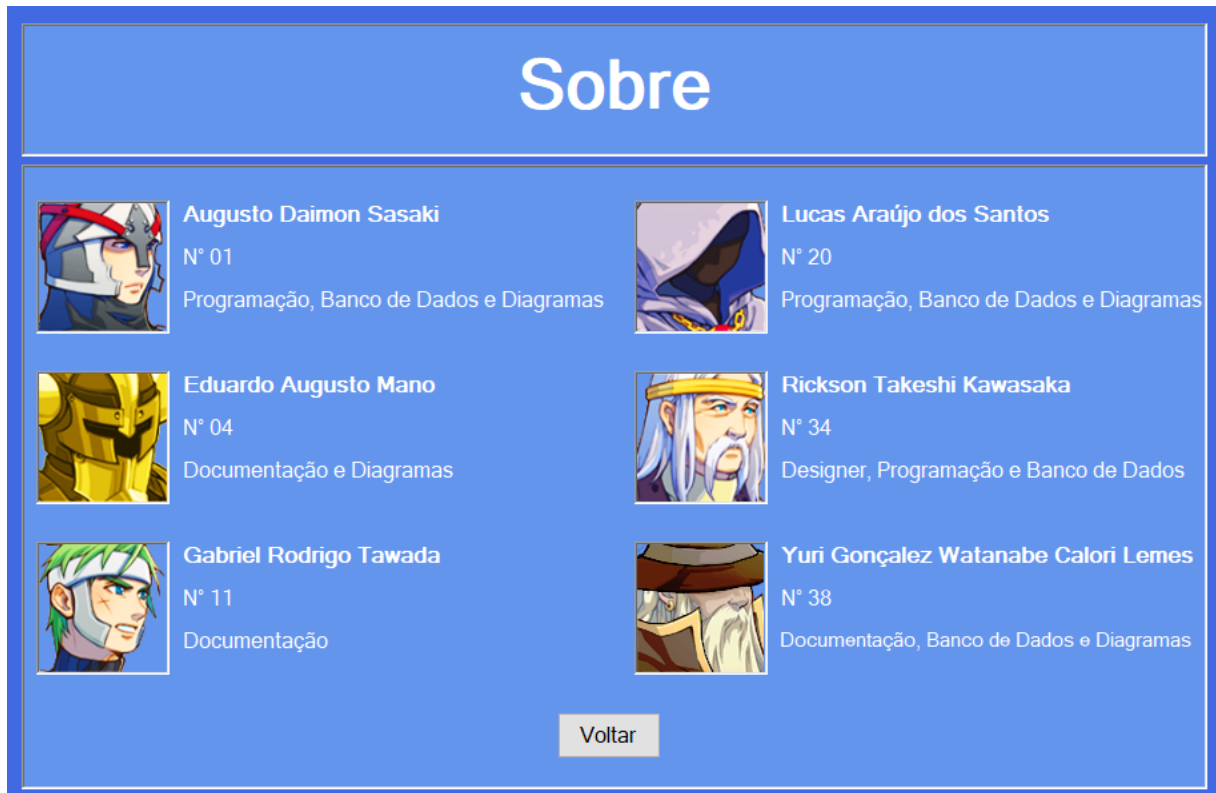 Sobre
Augusto Daimon Sasaki
N° 01
Programação, Banco de Dados e Diagramas
Eduardo Augusto Mano
N° 04
Documentação e Diagramas
Gabriel Rodrigo Tawada
N° 11
Documentação
Lucas Araújo dos Santos
N° 20
Programação, Banco de Dados e Diagramas
Rickson Takeshi Kawasaka
N° 34
Designer, Programação e Banco de Dados
Yuri Gonçalez Watanabe Calori Lemes
N° 38
Documentação, Banco de Dados e Diagramas
Voltar